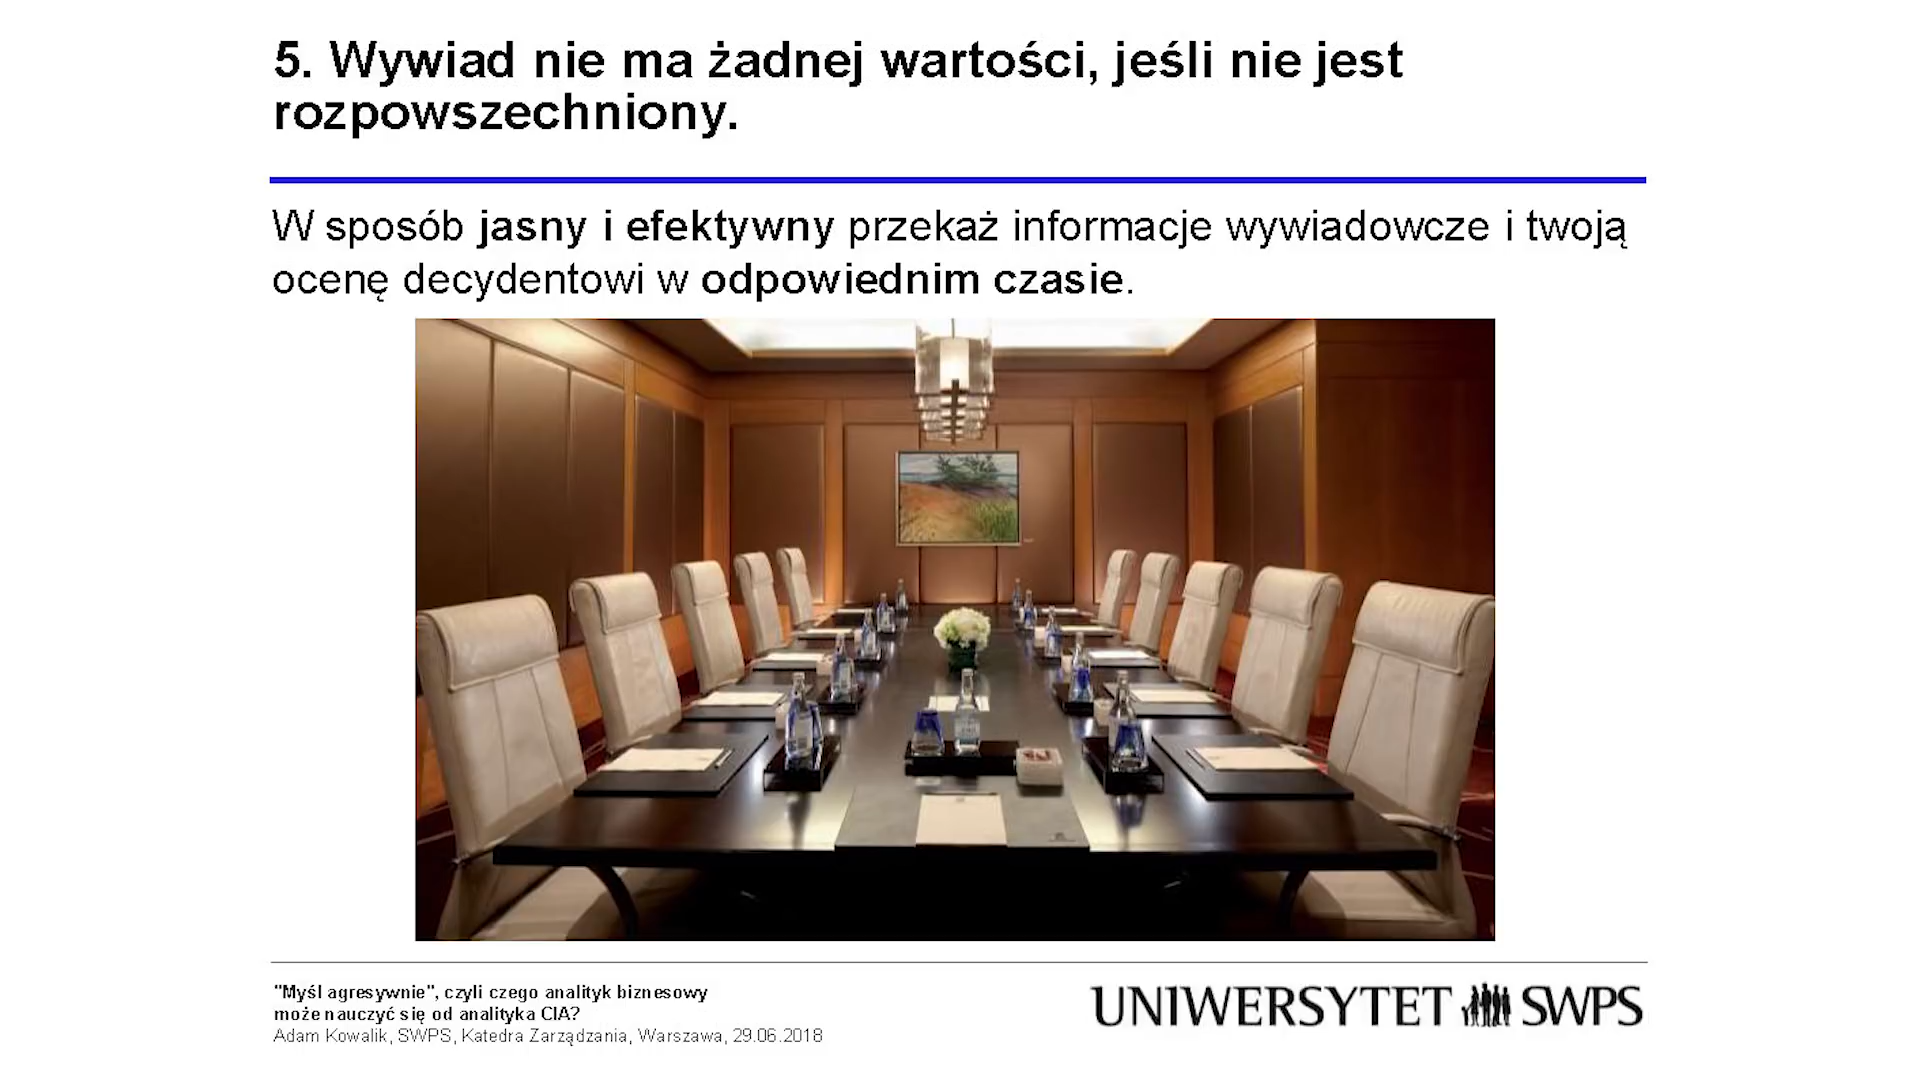 5. Wywiad nie ma żadnej wartości, jeśli nie jest
rozpowszechniony.
W sposób jasny i efektywny przekaż informacje wywiadowcze i twoją
ocenę decydentowi w odpowiednim czasie.
"Myśl agresywnie", czyli czego analityk biznesowy
może nauczyć się od analityka CIA?
Adam Kowalik, SWPS, Katedra Zarządzania, Warszawa, 29.06.2018
UNIWERSYTET SWPS